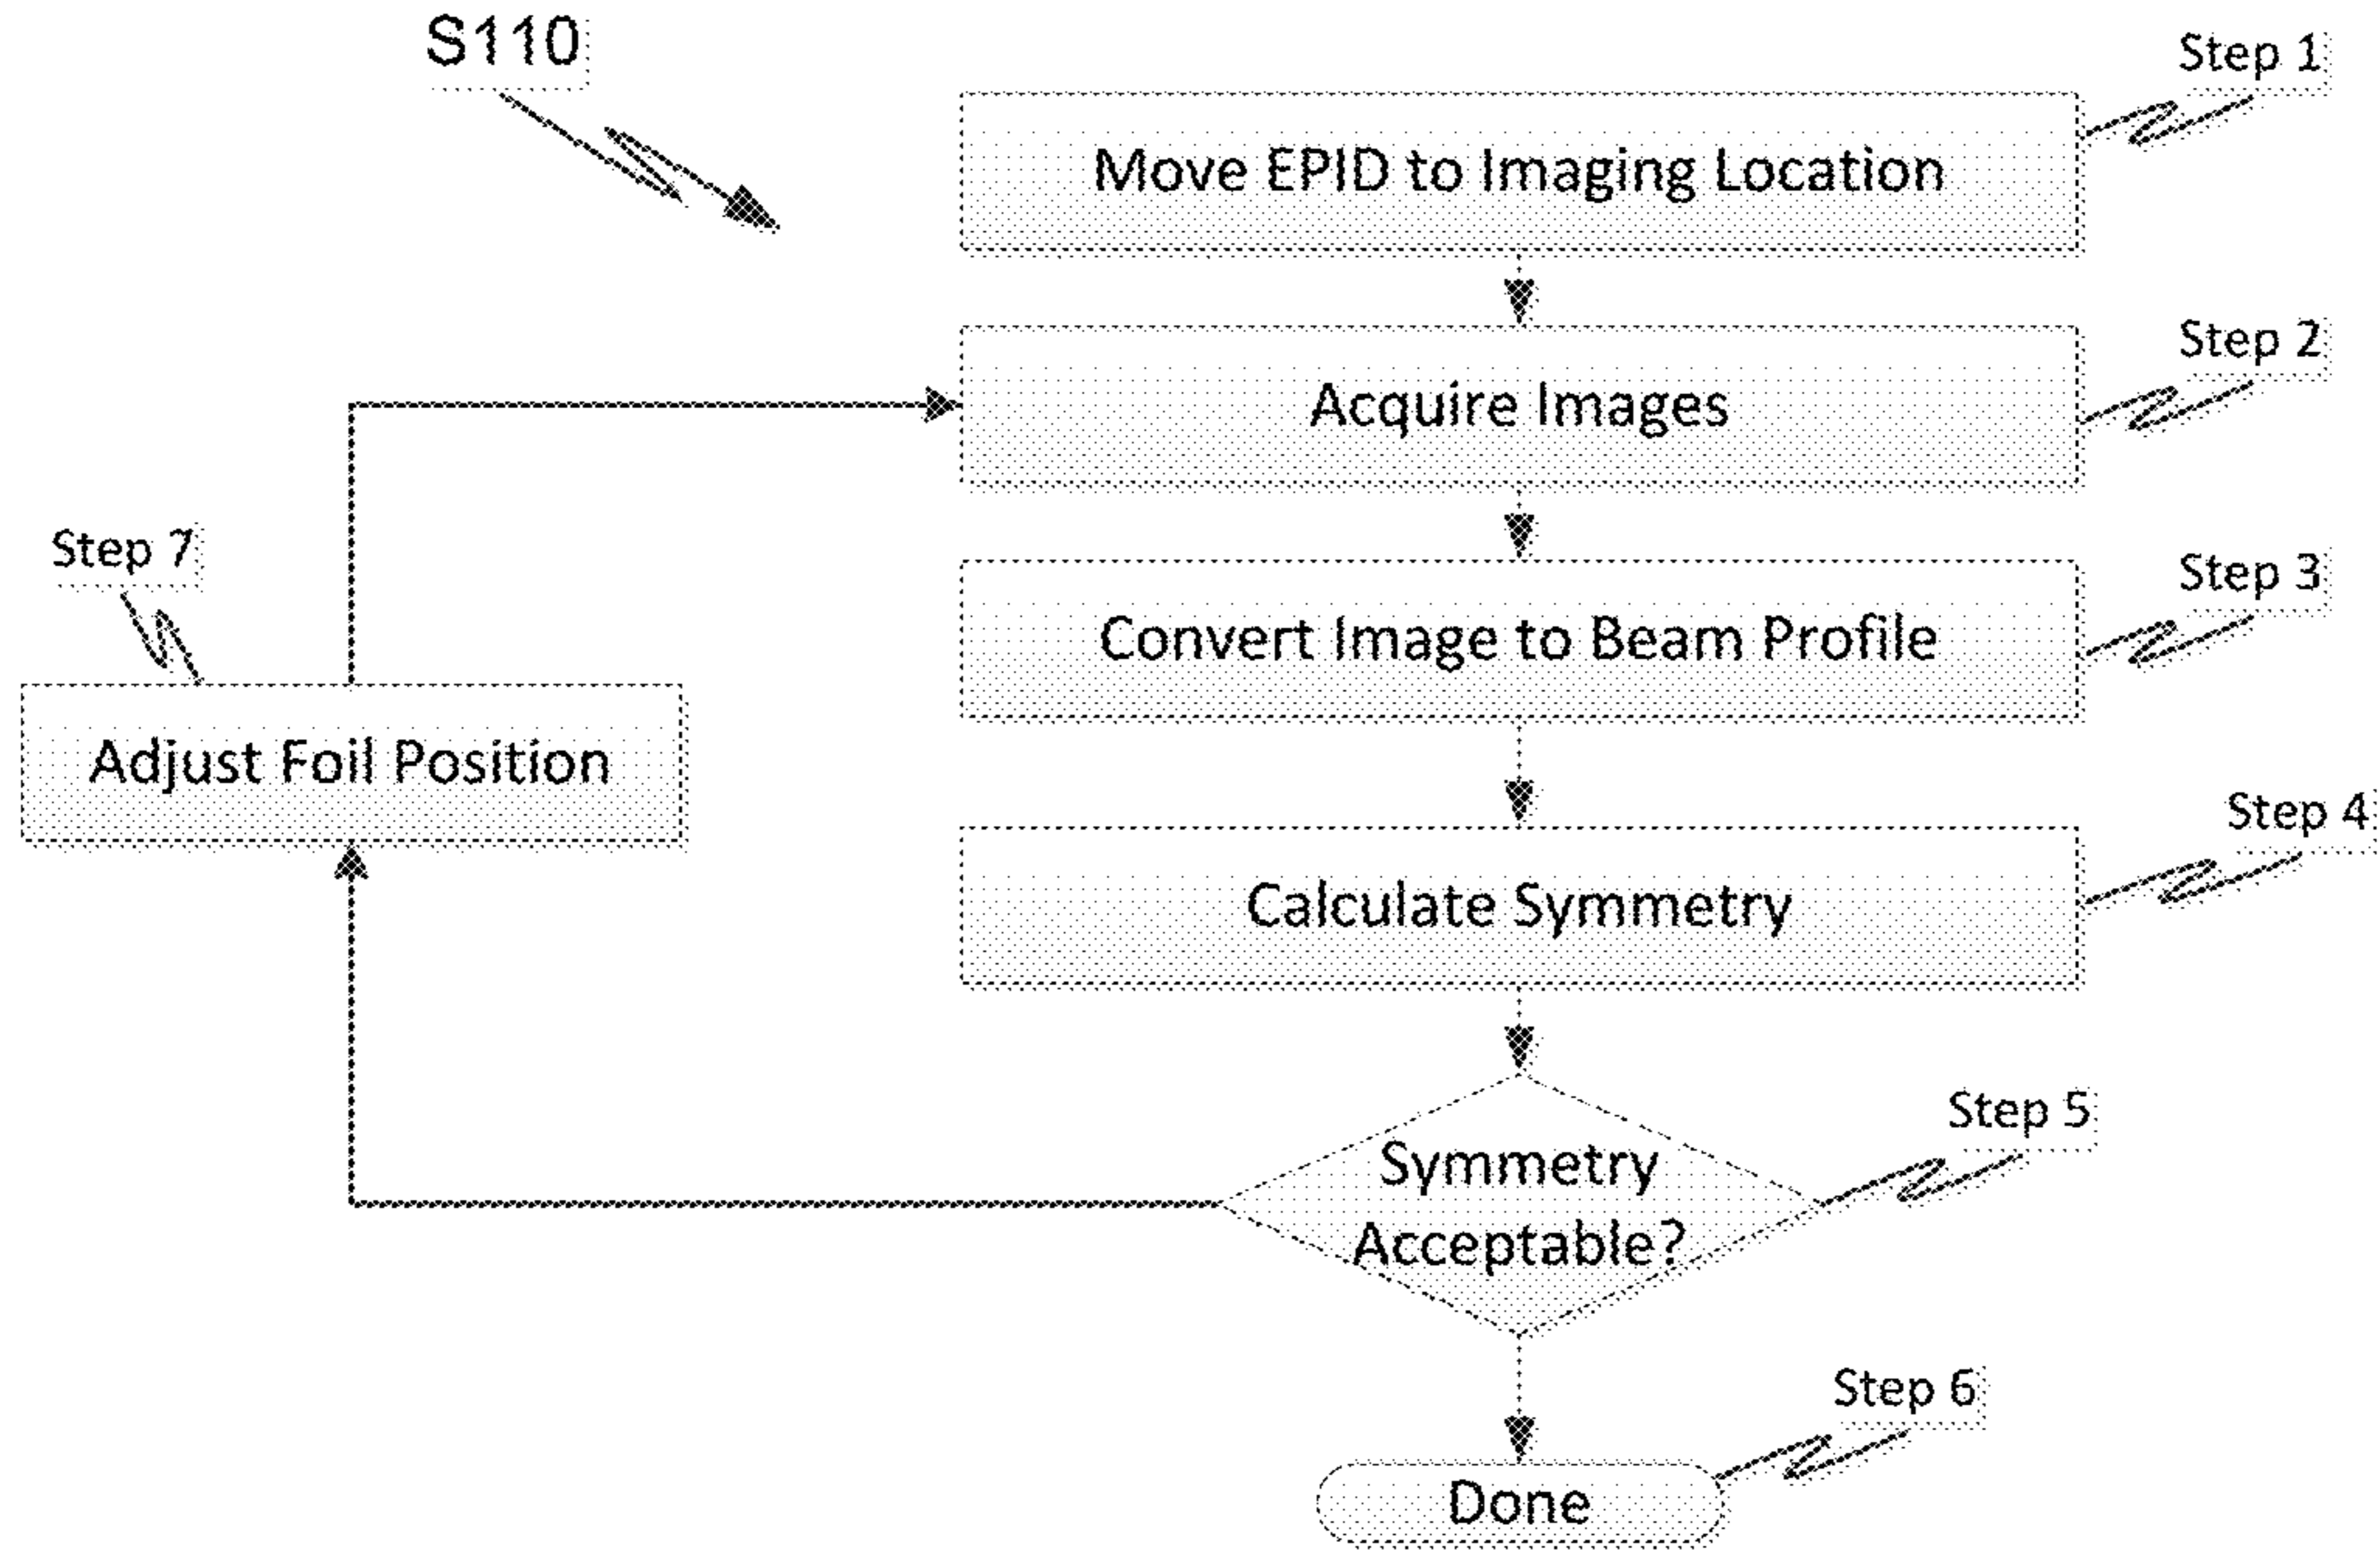 S110
Step 1
Move EPID to Imaging Location
Step 2
Acquire Images
Step 3
Convert Image to Beam Profile
Step 7
Adjust Foil Position
Step 4
Calculate Symmetry
Step 5
Symmetry
Acceptable?
Step 6
Done